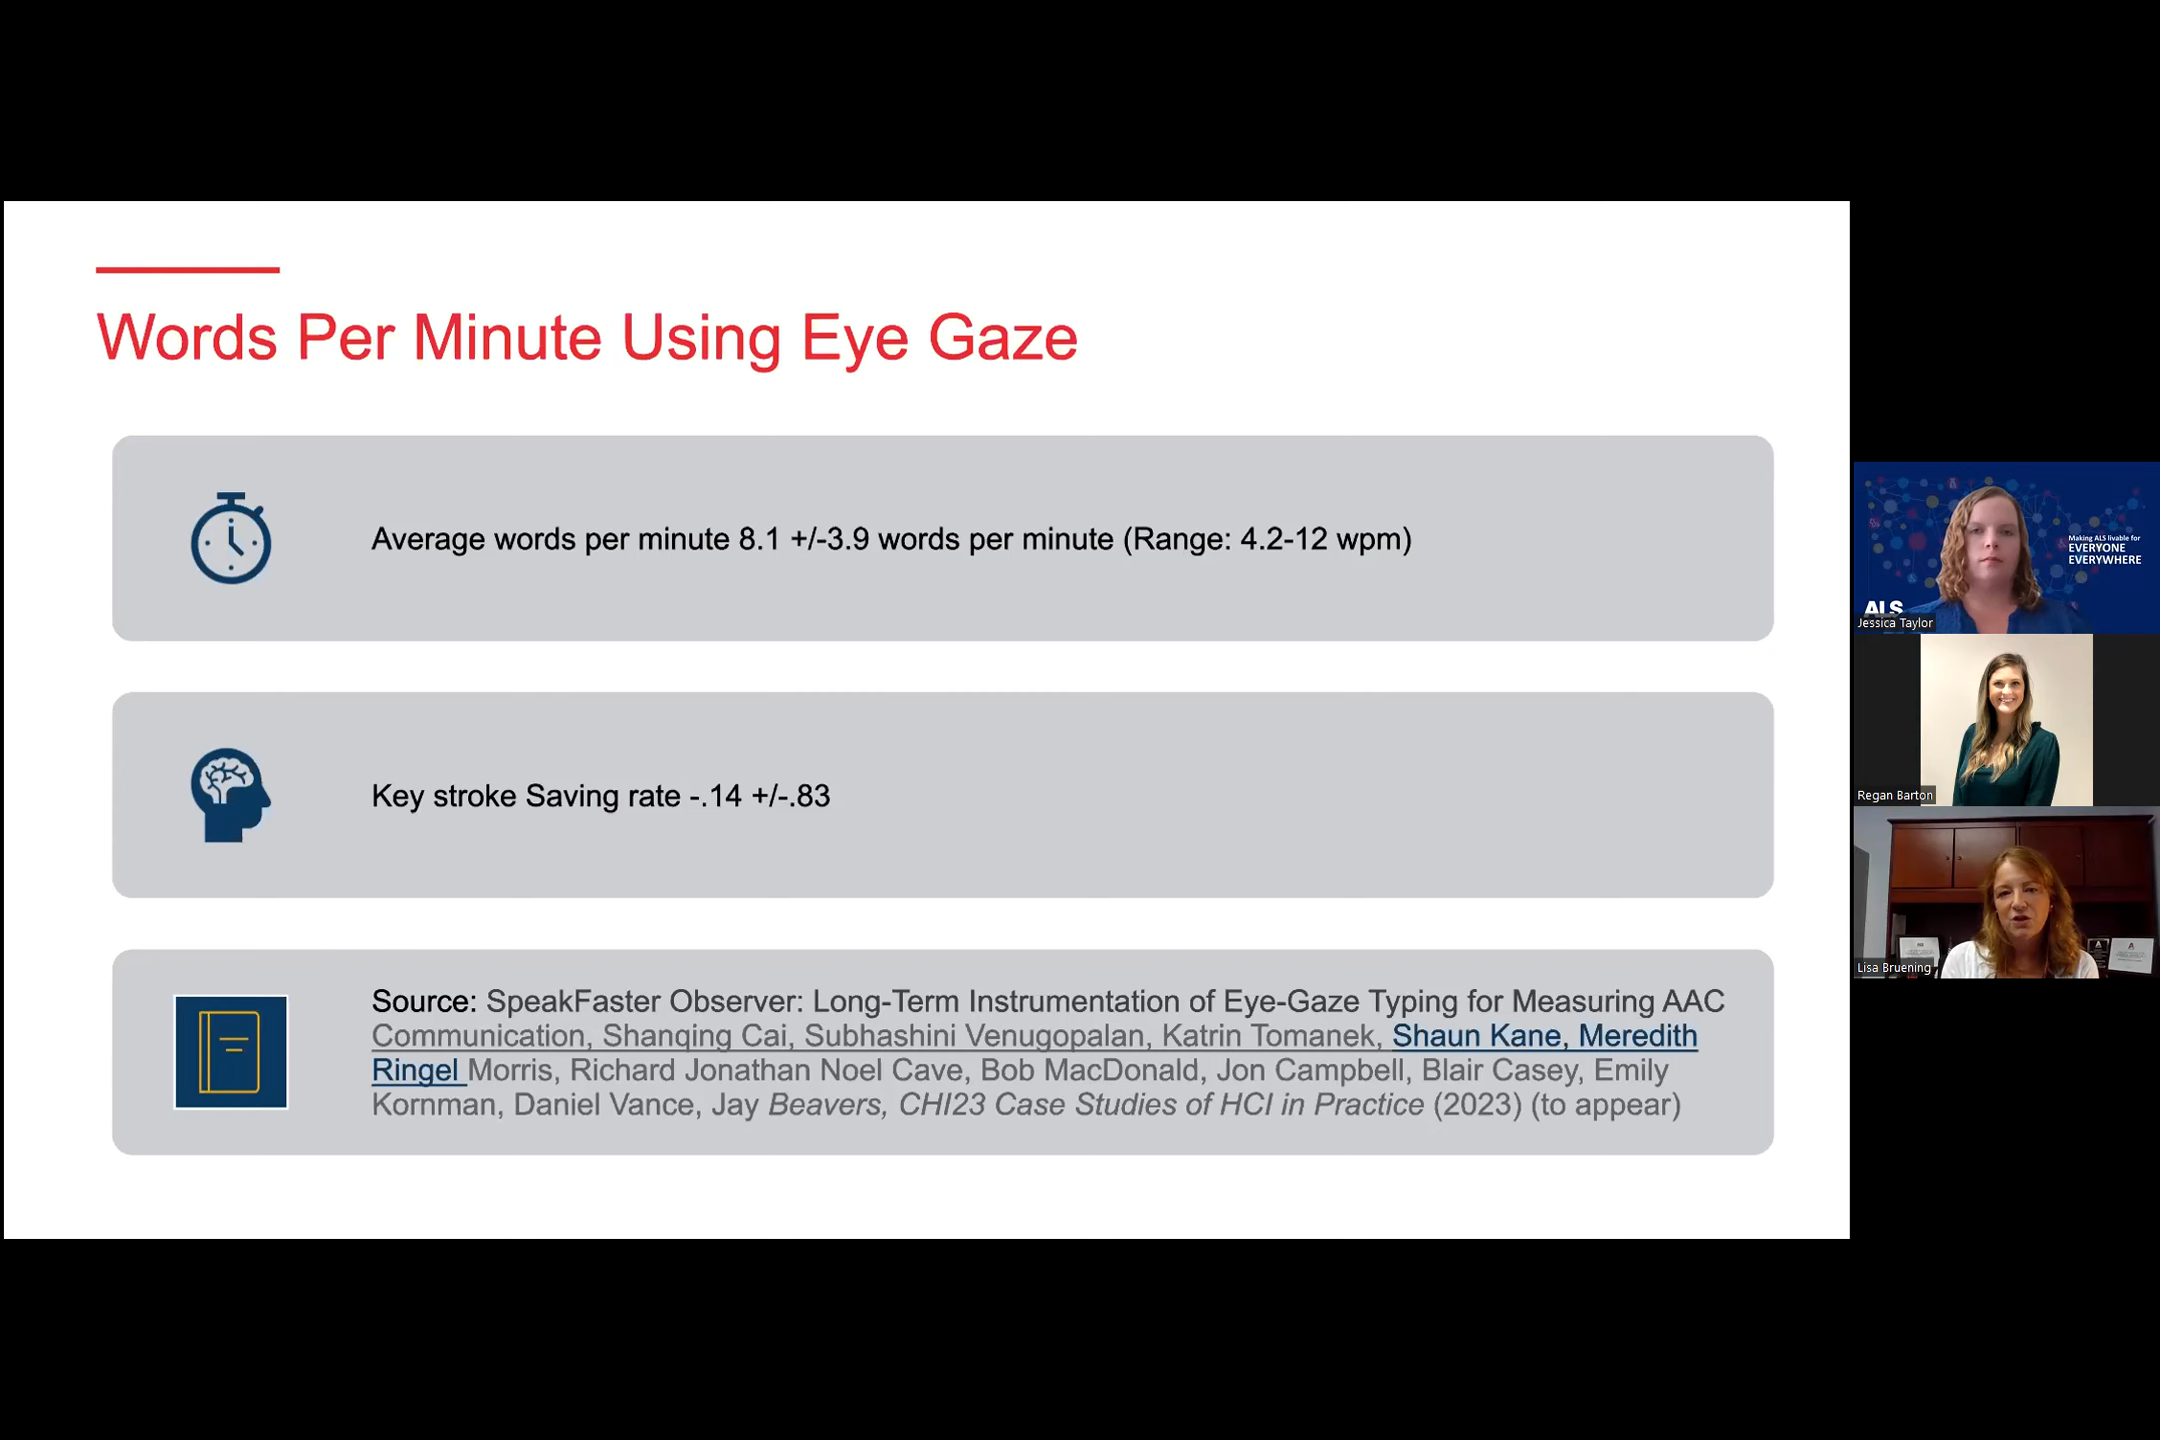 Words Per Minute Using Eye Gaze
Average words per minute 8.1 +/-3.9 words per minute (Range: 4.2-12 wpm)
Key stroke Saving rate -.14 +/-.83
Source: SpeakFaster Observer: Long-Term Instrumentation of Eye-Gaze Typing for Measuring AAC
Communication, Shanqing Cai, Subhashini Venugopalan, Katrin Tomanek, Shaun Kane, Meredith
Ringel Morris, Richard Jonathan Noel Cave, Bob MacDonald, Jon Campbell, Blair Casey, Emily
Kornman, Daniel Vance, Jay Beavers, CHI23 Case Studies of HCI in Practice (2023) (to appear)
Making ALS livable for
EVERYONE
EVERYWHERE
ALS
Jessica Taylor
Regan Barton
Lisa Bruening